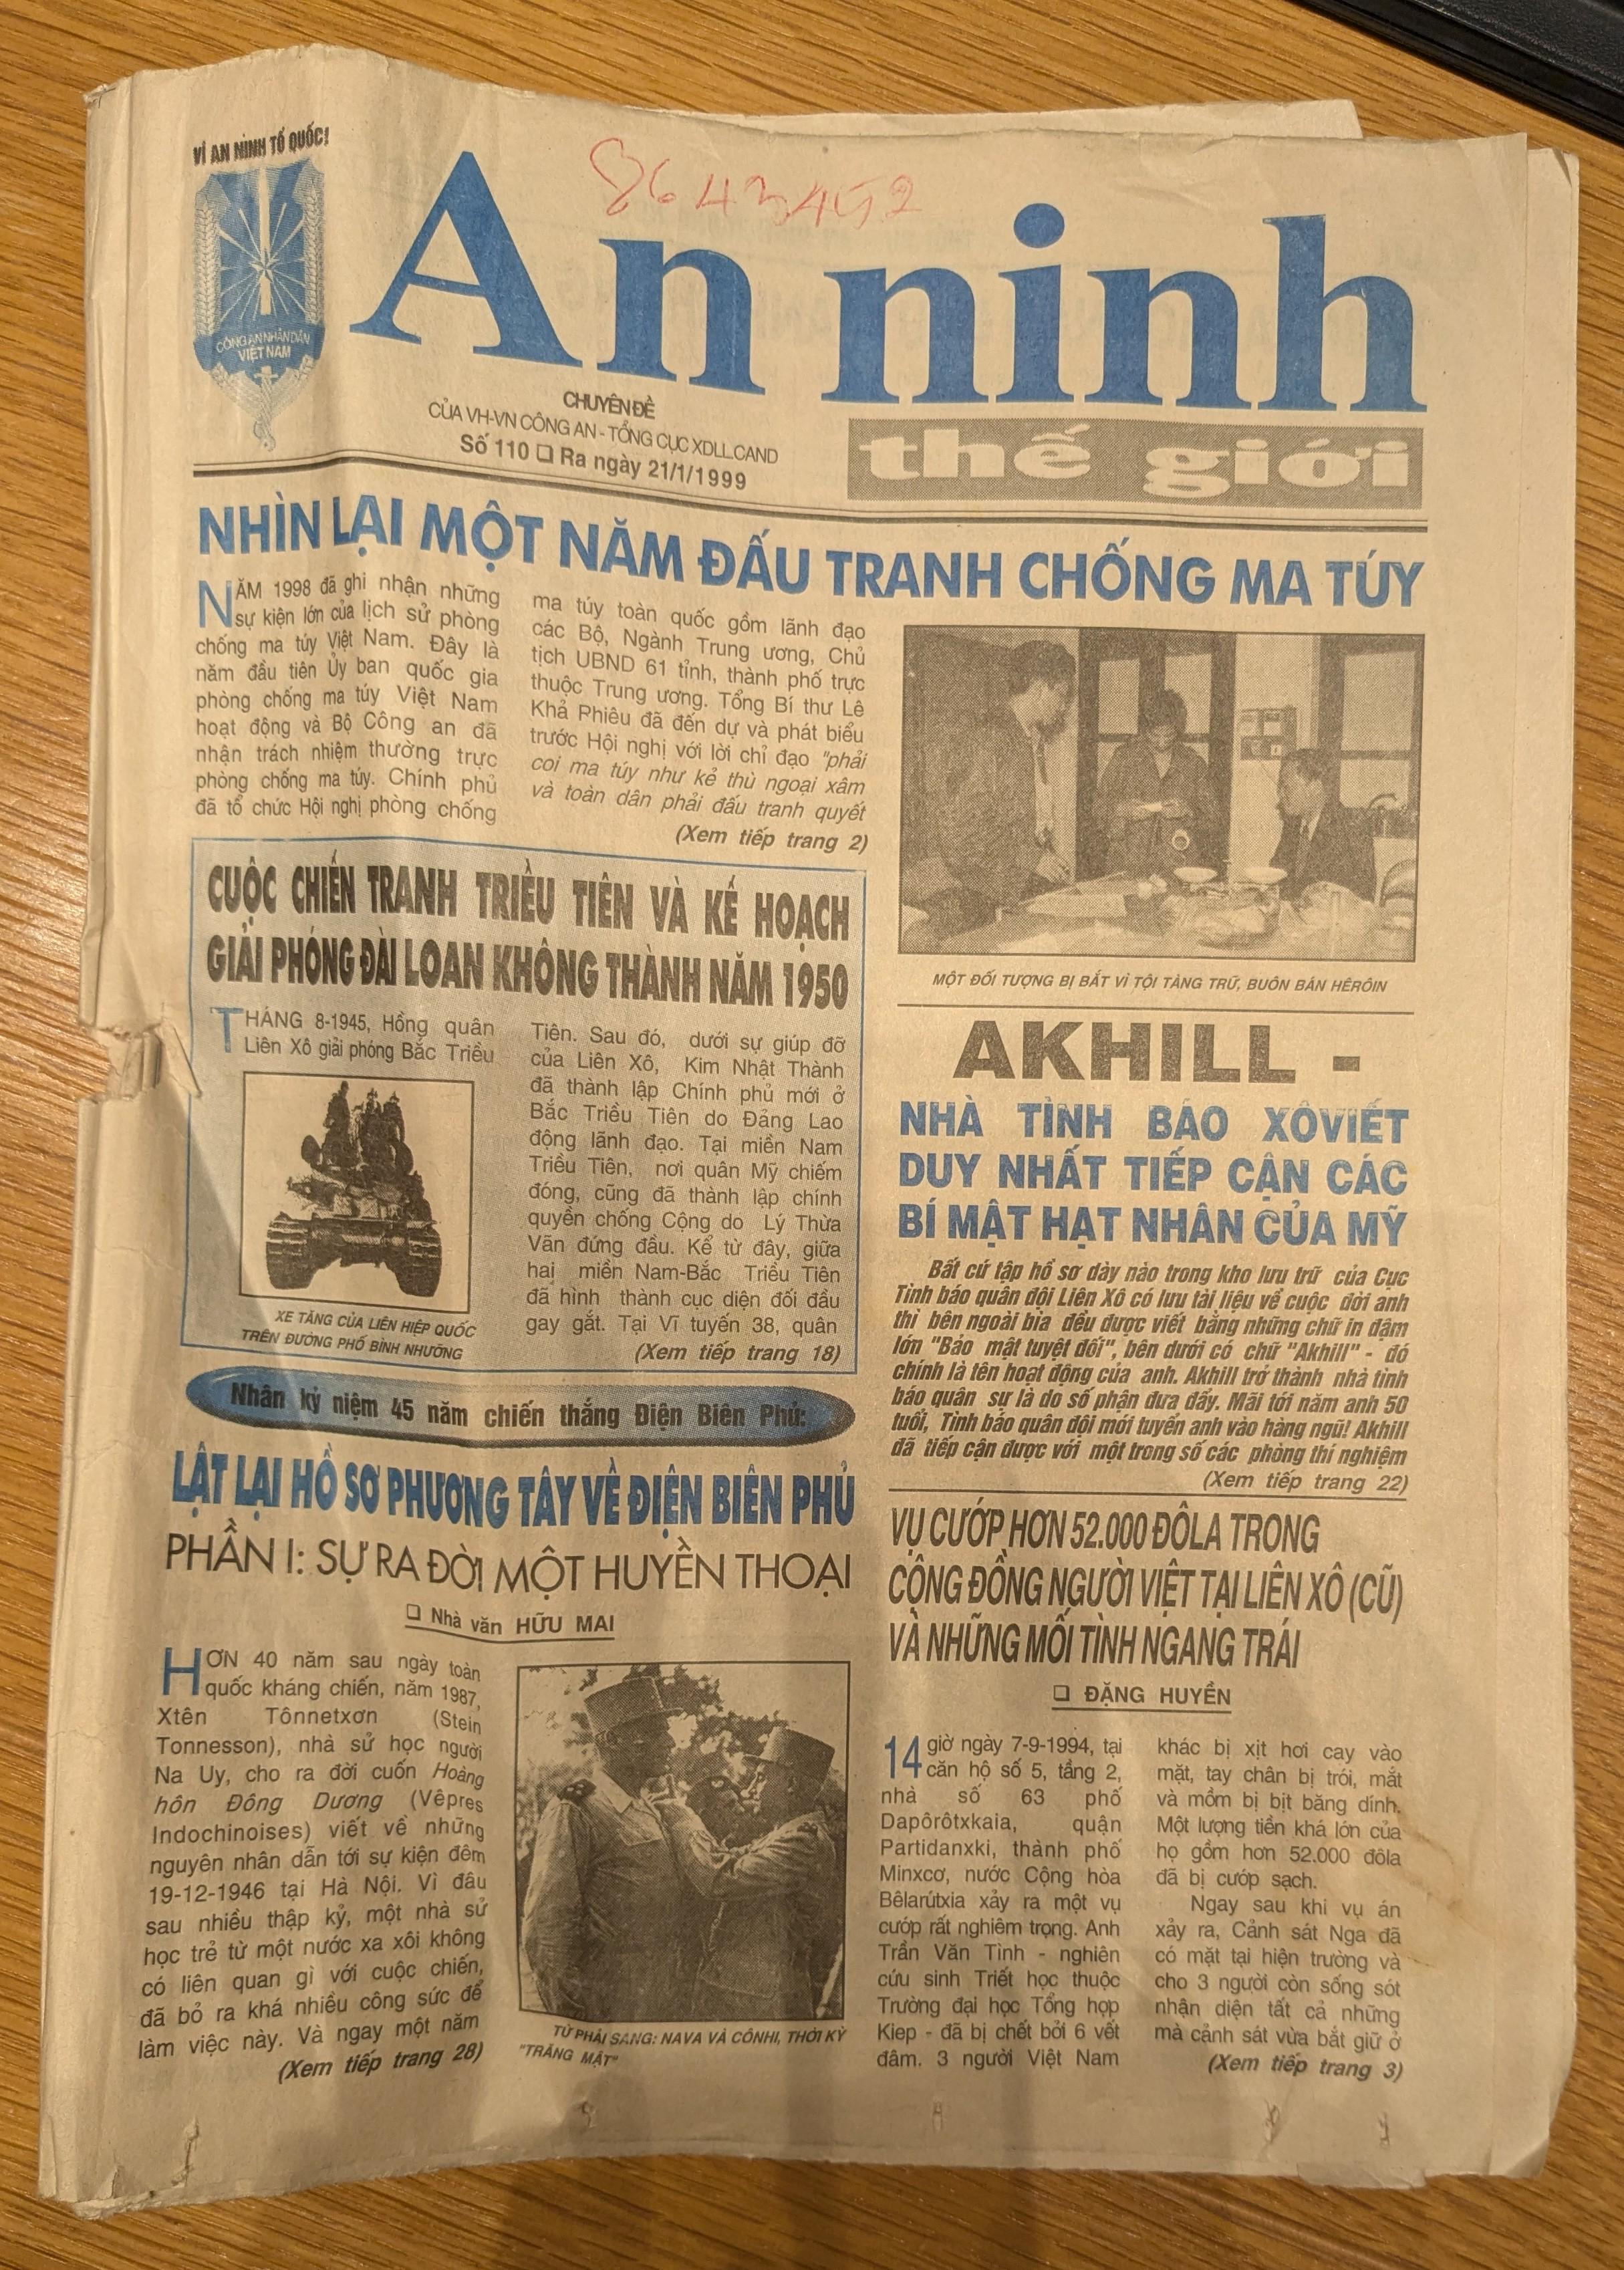 VÌ AN NINH TỔ QUỐC!
CÔNG AN NHÂN DÂN
VIỆT NAM
8643452
An ninh
thế giới
CHUYÊN ĐỀ
CỦA VH-VN CÔNG AN - TỔNG CỤC XDLL.CAND
Số 110 ❑ Ra ngày 21/1/1999
NHÌN LẠI MỘT NĂM ĐẤU TRANH CHỐNG MA TÚY
NĂM 1998 đã ghi nhận những
sự kiện lớn của lịch sử phòng
chống ma túy Việt Nam. Đây là
năm đầu tiên Ủy ban quốc gia
phòng chống ma túy Việt Nam
hoạt động và Bộ Công an đã
nhận trách nhiệm thường trực
phòng chống ma túy. Chính phủ
đã tổ chức Hội nghị phòng chống
ma túy toàn quốc gồm lãnh đạo
các Bộ, Ngành Trung ương, Chủ
tịch UBND 61 tỉnh, thành phố trực
thuộc Trung ương. Tổng Bí thư Lê
Khả Phiêu đã đến dự và phát biểu
trước Hội nghị với lời chỉ đạo "phải
coi ma túy như kẻ thù ngoại xâm
và toàn dân phải đấu tranh quyết
(Xem tiếp trang 2)
MỘT ĐỐI TƯỢNG BỊ BẮT VÌ TỘI TÀNG TRỮ, BUÔN BÁN HÊRÔIN
CUỘC CHIẾN TRANH TRIỀU TIÊN VÀ KẾ HOẠCH
GIẢI PHÓNG ĐÀI LOAN KHÔNG THÀNH NĂM 1950
THÁNG 8-1945, Hồng quân
Liên Xô giải phóng Bắc Triều
XE TĂNG CỦA LIÊN HIỆP QUỐC
TRÊN ĐƯỜNG PHỐ BÌNH NHƯỠNG
Tiên. Sau đó, dưới sự giúp đỡ
của Liên Xô, Kim Nhật Thành
đã thành lập Chính phủ mới ở
Bắc Triều Tiên do Đảng Lao
động lãnh đạo. Tại miền Nam
Triều Tiên, nơi quân Mỹ chiếm
đóng, cũng đã thành lập chính
quyền chống Cộng do Lý Thừa
Vãn đứng đầu. Kể từ đây, giữa
hai miền Nam-Bắc Triều Tiên
đã hình thành cục diện đối đầu
gay gắt. Tại Vĩ tuyến 38, quân
(Xem tiếp trang 18)
AKHILL -
NHÀ TÌNH BÁO XÔVIẾT
DUY NHẤT TIẾP CẬN CÁC
BÍ MẬT HẠT NHÂN CỦA MỸ
Bất cứ tập hồ sơ dày nào trong kho lưu trữ của Cục
Tình báo quân đội Liên Xô có lưu tài liệu về cuộc đời anh
thì bên ngoài bìa đều được viết bằng những chữ in đậm
lớn "Bảo mật tuyệt đối", bên dưới có chữ "Akhill" - đó
chính là tên hoạt động của anh. Akhill trở thành nhà tình
báo quân sự là do số phận đưa đẩy. Mãi tới năm anh 50
tuổi, Tình báo quân đội mới tuyển anh vào hàng ngũ! Akhill
đã tiếp cận được với một trong số các phòng thí nghiệm
(Xem tiếp trang 22)
Nhân kỷ niệm 45 năm chiến thắng Điện Biên Phủ:
LẬT LẠI HỒ SƠ PHƯƠNG TÂY VỀ ĐIỆN BIÊN PHỦ
PHẦN I: SỰ RA ĐỜI MỘT HUYỀN THOẠI
❑ Nhà văn HỮU MAI
HƠN 40 năm sau ngày toàn
quốc kháng chiến, năm 1987,
Xtên Tônnetxơn (Stein
Tonnesson), nhà sử học người
Na Uy, cho ra đời cuốn Hoàng
hôn Đông Dương (Vêpres
Indochinoises) viết về những
nguyên nhân dẫn tới sự kiện đêm
19-12-1946 tại Hà Nội. Vì đâu
sau nhiều thập kỷ, một nhà sử
học trẻ từ một nước xa xôi không
có liên quan gì với cuộc chiến,
đã bỏ ra khá nhiều công sức để
làm việc này. Và ngay một năm
(Xem tiếp trang 28)
TỪ PHẢI SANG: NAVA VÀ CÔNHI, THỜI KỲ
"TRĂNG MẬT"
VỤ CƯỚP HƠN 52.000 ĐÔLA TRONG
CỘNG ĐỒNG NGƯỜI VIỆT TẠI LIÊN XÔ (CŨ)
VÀ NHỮNG MỐI TÌNH NGANG TRÁI
❑ ĐẶNG HUYỀN
14 giờ ngày 7-9-1994, tại
căn hộ số 5, tầng 2,
nhà số 63 phố
Dapôrôtxkaia, quận
Partidanxki, thành phố
Minxcơ, nước Cộng hòa
Bêlarútxia xảy ra một vụ
cướp rất nghiêm trọng. Anh
Trần Văn Tình - nghiên
cứu sinh Triết học thuộc
Trường đại học Tổng hợp
Kiep - đã bị chết bởi 6 vết
đâm. 3 người Việt Nam
khác bị xịt hơi cay vào
mặt, tay chân bị trói, mắt
và mồm bị bịt băng dính.
Một lượng tiền khá lớn của
họ gồm hơn 52.000 đôla
đã bị cướp sạch.
Ngay sau khi vụ án
xảy ra, Cảnh sát Nga đã
có mặt tại hiện trường và
cho 3 người còn sống sót
nhận diện tất cả những
mà cảnh sát vừa bắt giữ ở
(Xem tiếp trang 3)